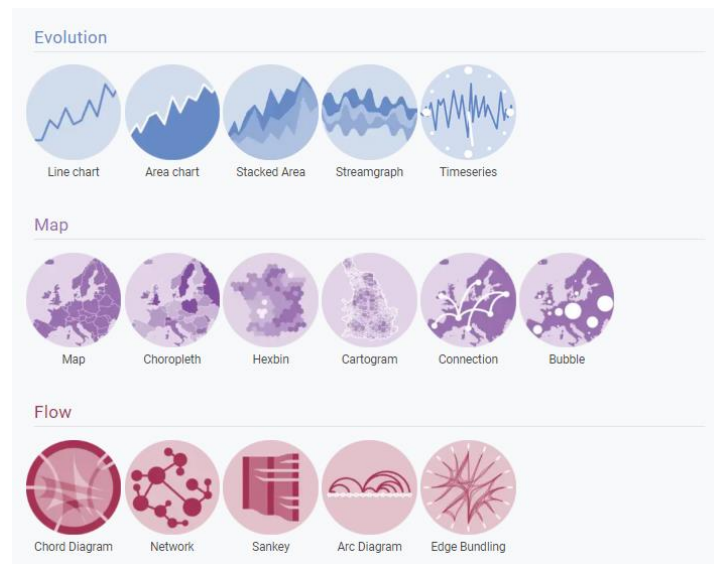 Evolution
Line chart Area chart Stacked Area Streamgraph Timeseries
Map
Map Choropleth Hexbin Cartogram Connection Bubble
Flow
Chord Diagram Network Sankey Arc Diagram Edge Bundling